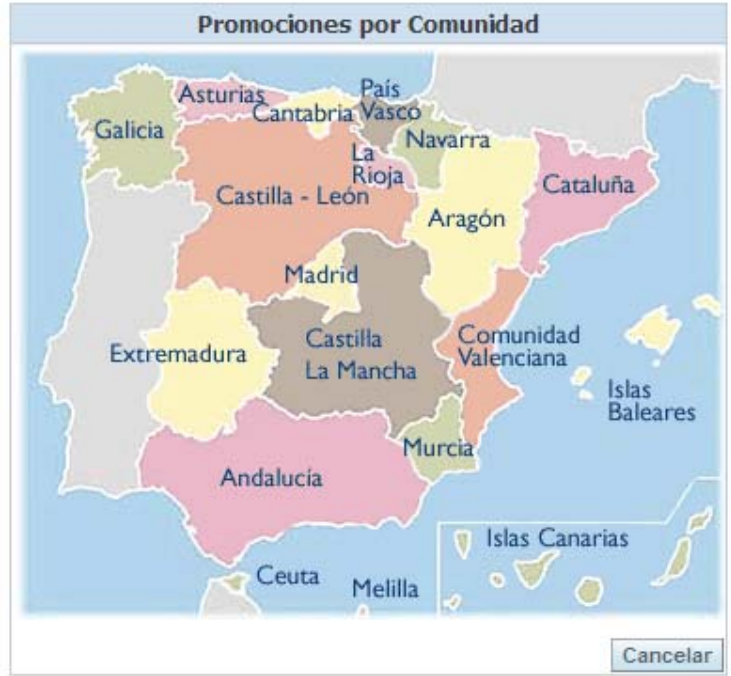 Promociones por Comunidad
País
Vasco
Asturias
Cantabria
Galicia
Navarra
La
Rioja
Cataluña
Castilla - León
Aragón
Madrid
Comunidad
Valenciana
Castilla
La Mancha
Extremadura
Islas
Baleares
Murcia
Andalucía
Islas Canarias
Ceuta
Melilla
Cancelar